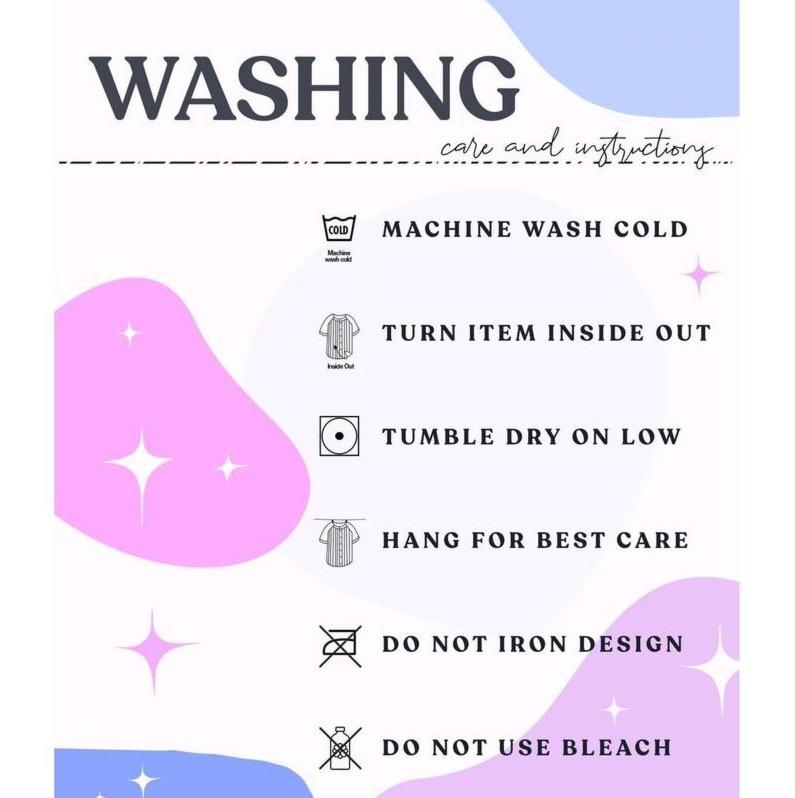 WASHING
care and instructions
COLD
Machine
wash cold
MACHINE WASH COLD
Inside Out
TURN ITEM INSIDE OUT
TUMBLE DRY ON LOW
HANG FOR BEST CARE
DO NOT IRON DESIGN
DO NOT USE BLEACH